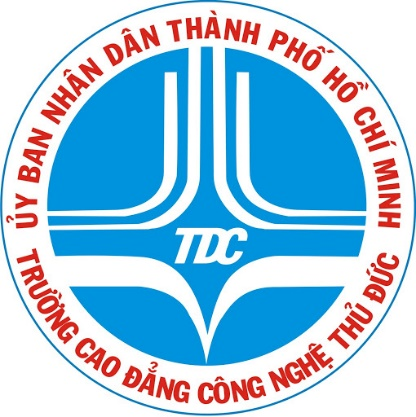 ỦY BAN NHÂN DÂN THÀNH PHỐ HỒ CHÍ MINH
TDC
TRƯỜNG CAO ĐẲNG CÔNG NGHỆ THỦ ĐỨC